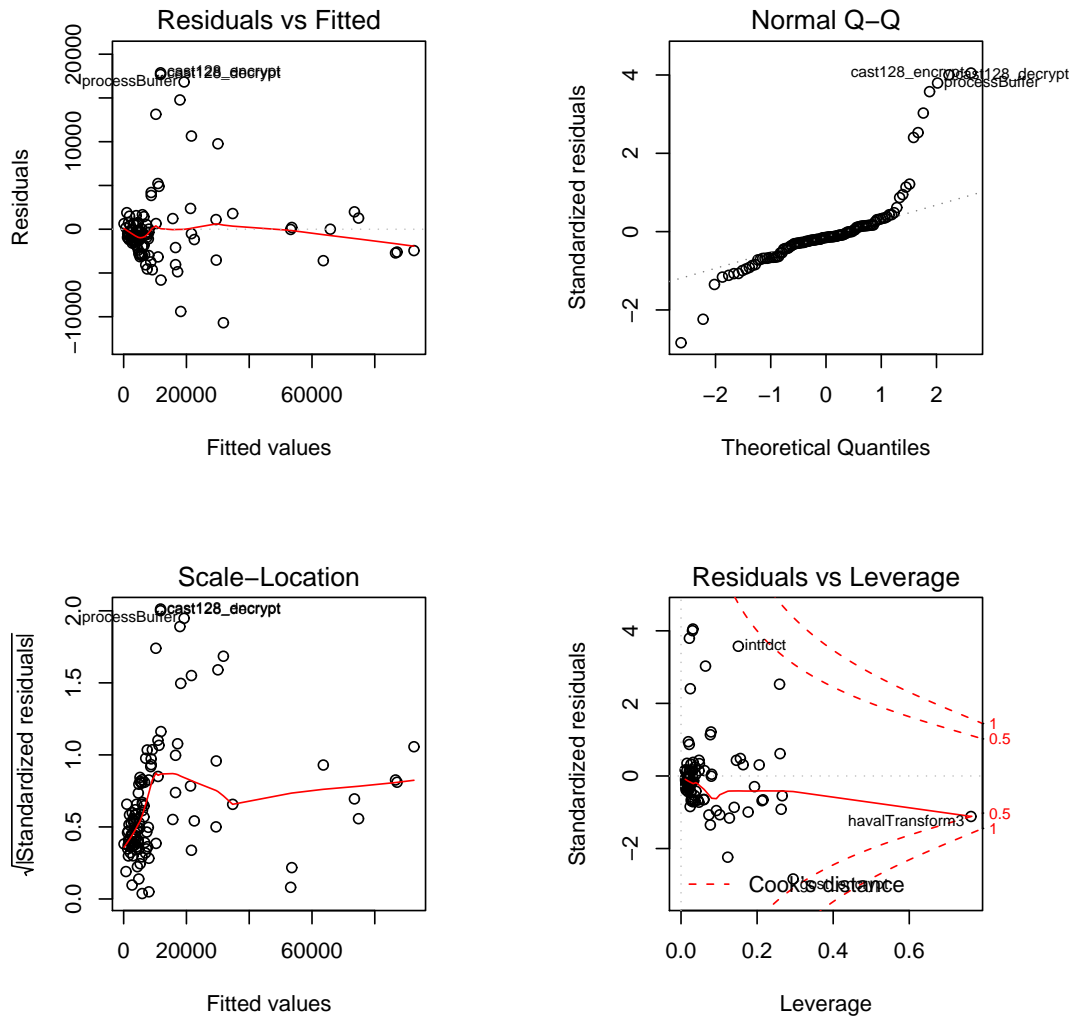 Residuals vs Fitted
Residuals
20000
10000
0
−10000
cast128_decrypt
processBuffer
0 20000 60000
Fitted values
Normal Q−Q
Standardized residuals
4
2
0
−2
cast128_encrypt
cast128_decrypt
processBuffer
−2 −1 0 1 2
Theoretical Quantiles
Scale−Location
√|Standardized residuals|
2.0
1.5
1.0
0.5
0.0
cast128_decrypt
processBuffer
0 20000 60000
Fitted values
Residuals vs Leverage
Standardized residuals
4
2
0
−2
intfdct
1
0.5
0.5
1
havalTransform3
Cook's distance
0.0 0.2 0.4 0.6
Leverage